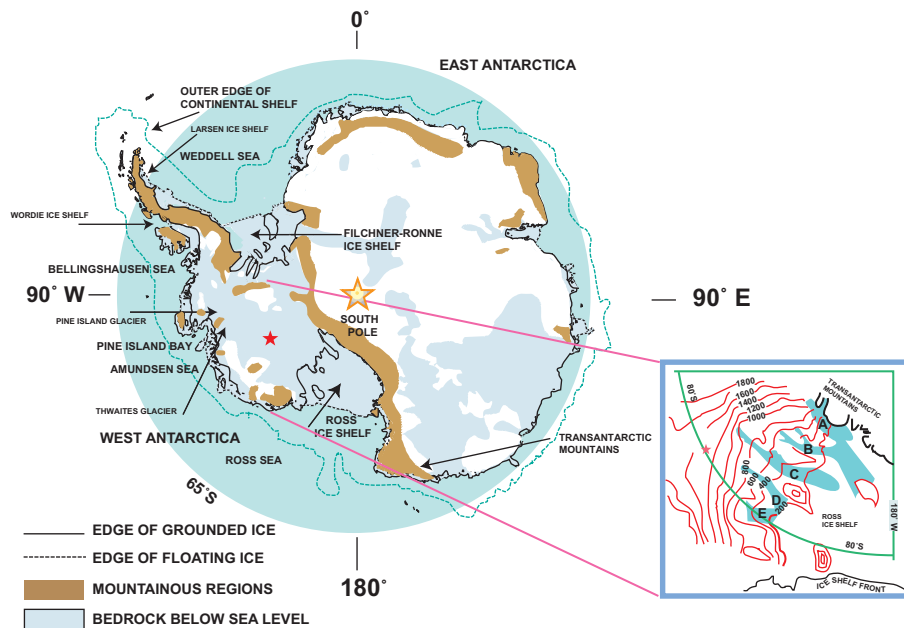 0°
EAST ANTARCTICA
OUTER EDGE OF
CONTINENTAL SHELF
LARSEN ICE SHELF
WEDDELL SEA
WORDIE ICE SHELF
FILCHNER-RONNE
ICE SHELF
BELLINGSHAUSEN SEA
90° W
90° E
SOUTH
POLE
PINE ISLAND GLACIER
PINE ISLAND BAY
AMUNDSEN SEA
THWAITES GLACIER
WEST ANTARCTICA
ROSS
ICE SHELF
ROSS SEA
TRANSANTARCTIC
MOUNTAINS
65°S
180°
EDGE OF GROUNDED ICE
EDGE OF FLOATING ICE
MOUNTAINOUS REGIONS
BEDROCK BELOW SEA LEVEL
80°S
1800
1600
1400
1200
1000
TRANSANTARCTIC
MOUNTAINS
A
B
C
D
E
800
600
400
200
ROSS
ICE SHELF
180° W
80°S
ICE SHELF FRONT